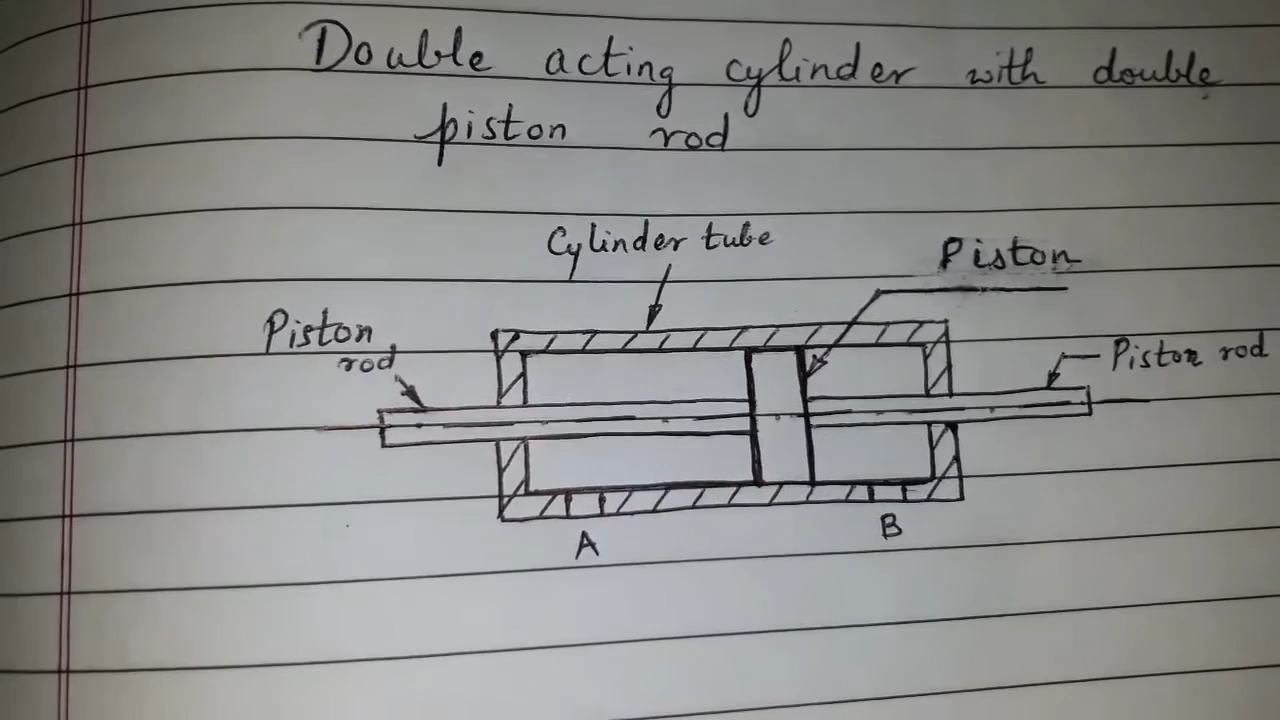 Double acting cylinder with double
piston rod
Cylinder tube
Piston
Piston
rod
Piston rod
A
B